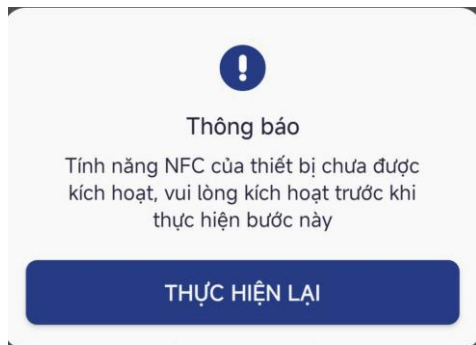 Thông báo
Tính năng NFC của thiết bị chưa được
kích hoạt, vui lòng kích hoạt trước khi
thực hiện bước này
THỰC HIỆN LẠI